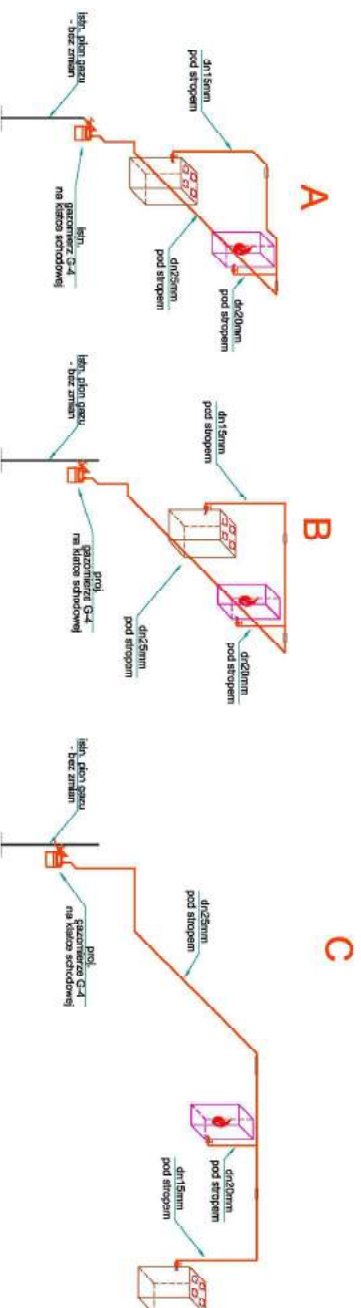 A
dn15mm
pod stropem
istn. pion gazu
- bez zmian
istn.
gazomierz G-4
na klatce schodowej
dn25mm
pod stropem
dn20mm
pod stropem
B
dn15mm
pod stropem
istn. pion gazu
- bez zmian
proj.
gazomierze G-4
na klatce schodowej
dn25mm
pod stropem
dn20mm
pod stropem
C
istn. pion gazu
- bez zmian
proj.
gazomierze G-4
na klatce schodowej
dn25mm
pod stropem
dn20mm
pod stropem
dn15mm
pod stropem